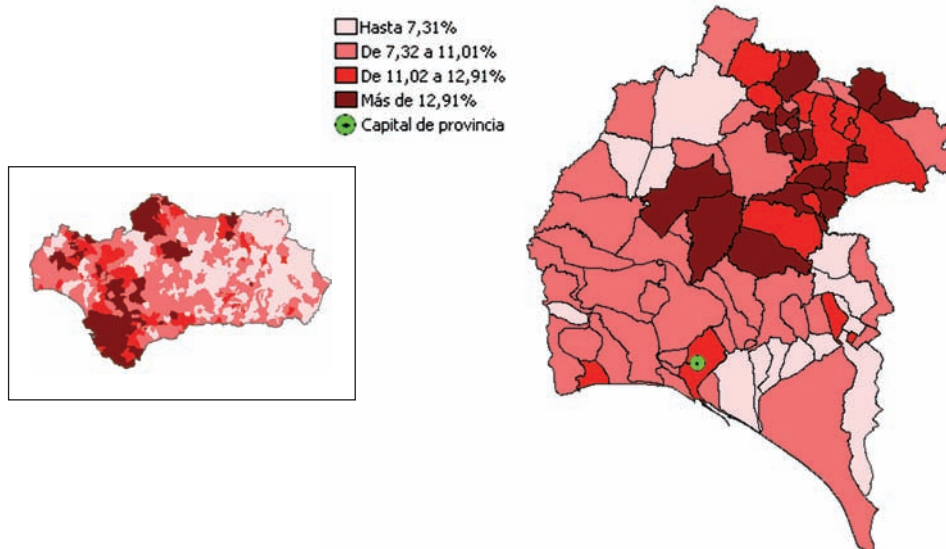 Hasta 7,31%
De 7,32 a 11,01%
De 11,02 a 12,91%
Más de 12,91%
Capital de provincia